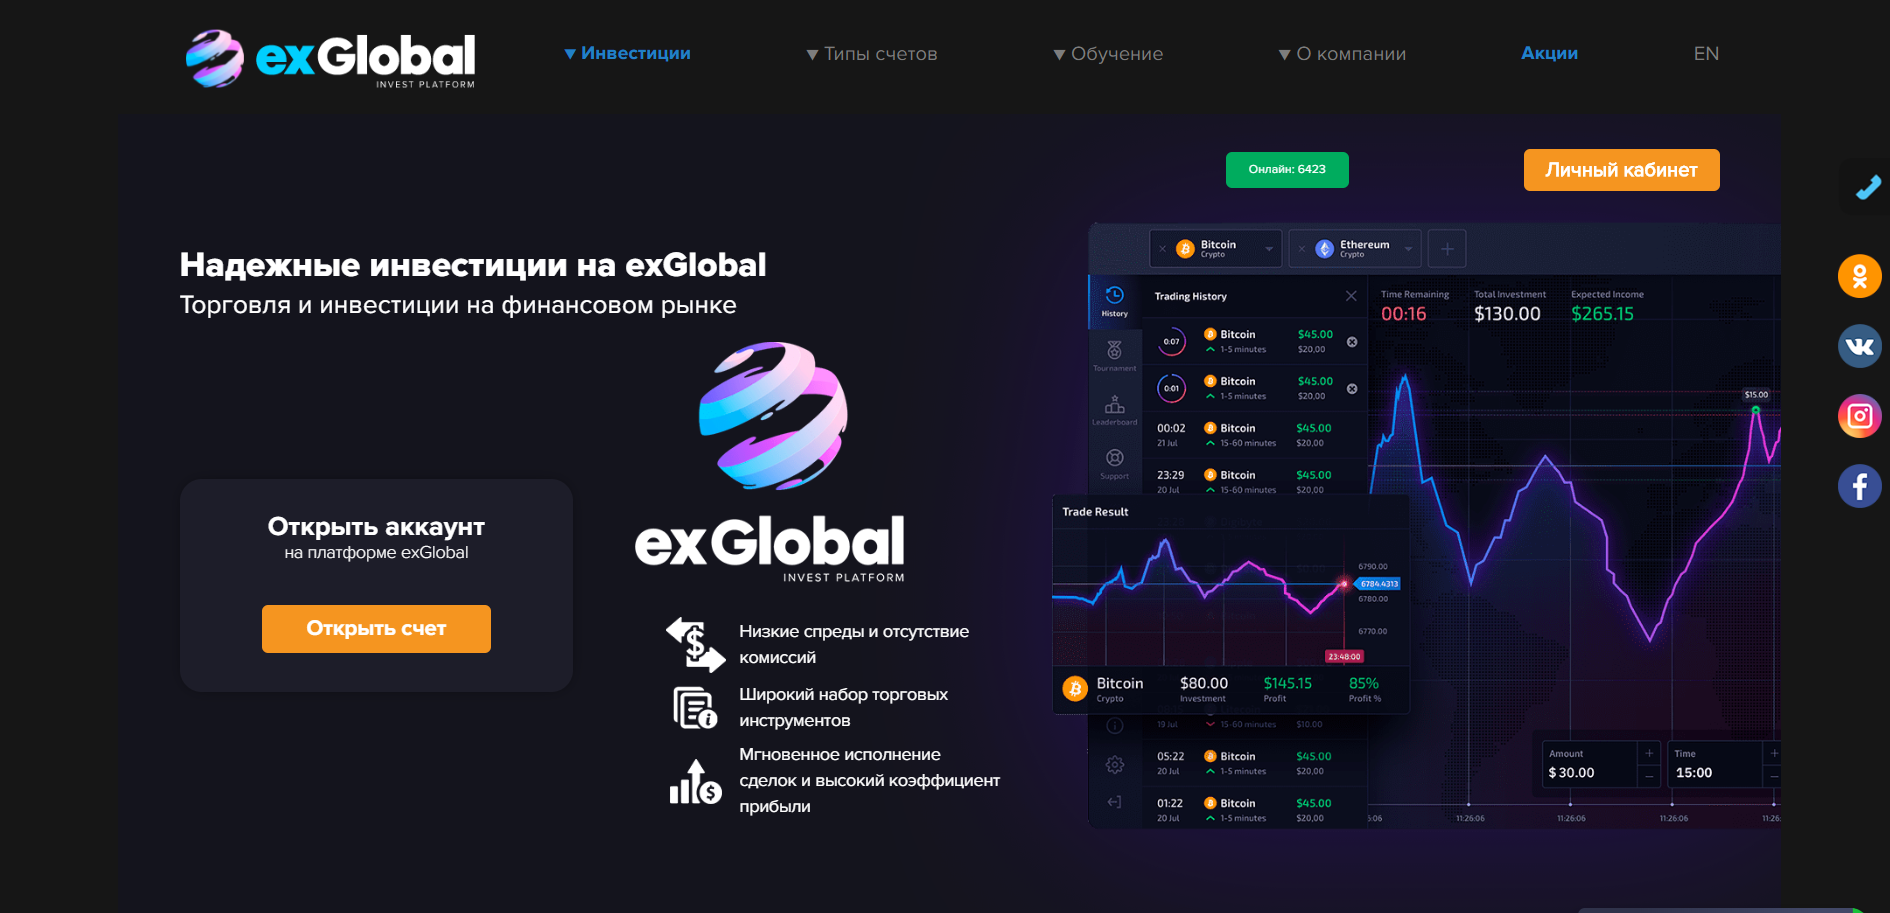 exGlobal
INVEST PLATFORM
▼ Инвестиции
▼ Типы счетов
▼ Обучение
▼ О компании
Акции
EN
Онлайн: 6423
Личный кабинет
Надежные инвестиции на exGlobal
Торговля и инвестиции на финансовом рынке
Открыть аккаунт
на платформе exGlobal
Открыть счет
exGlobal
INVEST PLATFORM
Низкие спреды и отсутствие
комиссий
Широкий набор торговых
инструментов
Мгновенное исполнение
сделок и высокий коэффициент
прибыли
Bitcoin
Crypto
Ethereum
Crypto
History
Tournament
Leaderboard
Support
Trading History
0:07 Bitcoin $45.00
1-5 minutes $20,00
0:01 Bitcoin $45.00
1-5 minutes $20,00
00:02 Bitcoin $45.00
21 Jul 15-60 minutes $20,00
23:29 Bitcoin $45.00
20 Jul 15-60 minutes $20,00
Time Remaining Total Investment Expected Income
00:16 $130.00 $265.15
$15.00
Trade Result
6790.00
6784.4313
6780.00
6770.00
23:48:00
Bitcoin $80.00 $145.15 85%
Crypto Investment Profit Profit %
19 Jul 15-60 minutes $10.00
05:22 Bitcoin $45.00
20 Jul 1-5 minutes $20,00
01:22 Bitcoin $45.00
20 Jul 1-5 minutes $20,00
Amount
$ 30.00
Time
15:00
11:26:06 11:26:06 11:26:06